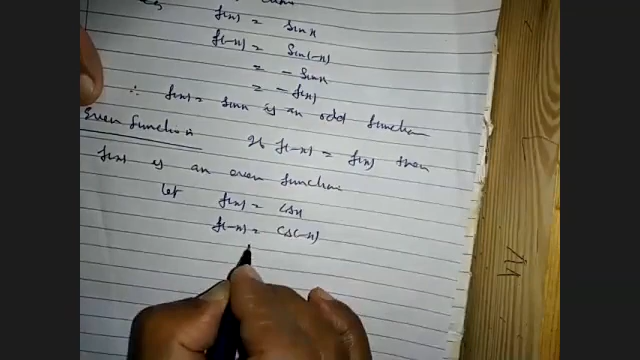 f(x) = sin x
f(-x) = sin(-x)
= - sin x
= - f(x)
∴ f(x) = sin x is an odd function
Even function If f(-x) = f(x) then
f(x) is an even function
let f(x) = cos x
f(-x) = cos(-x)